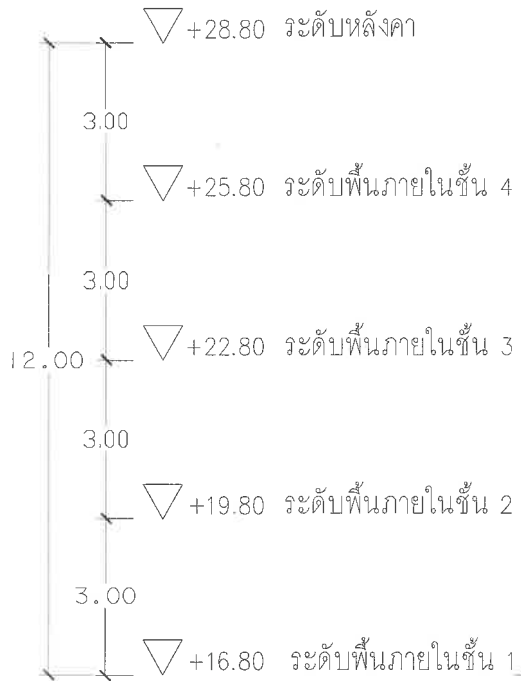 +28.80 ระดับหลังคา
3.00
+25.80 ระดับพื้นภายในชั้น 4
3.00
+22.80 ระดับพื้นภายในชั้น 3
12.00
3.00
+19.80 ระดับพื้นภายในชั้น 2
3.00
+16.80 ระดับพื้นภายในชั้น 1